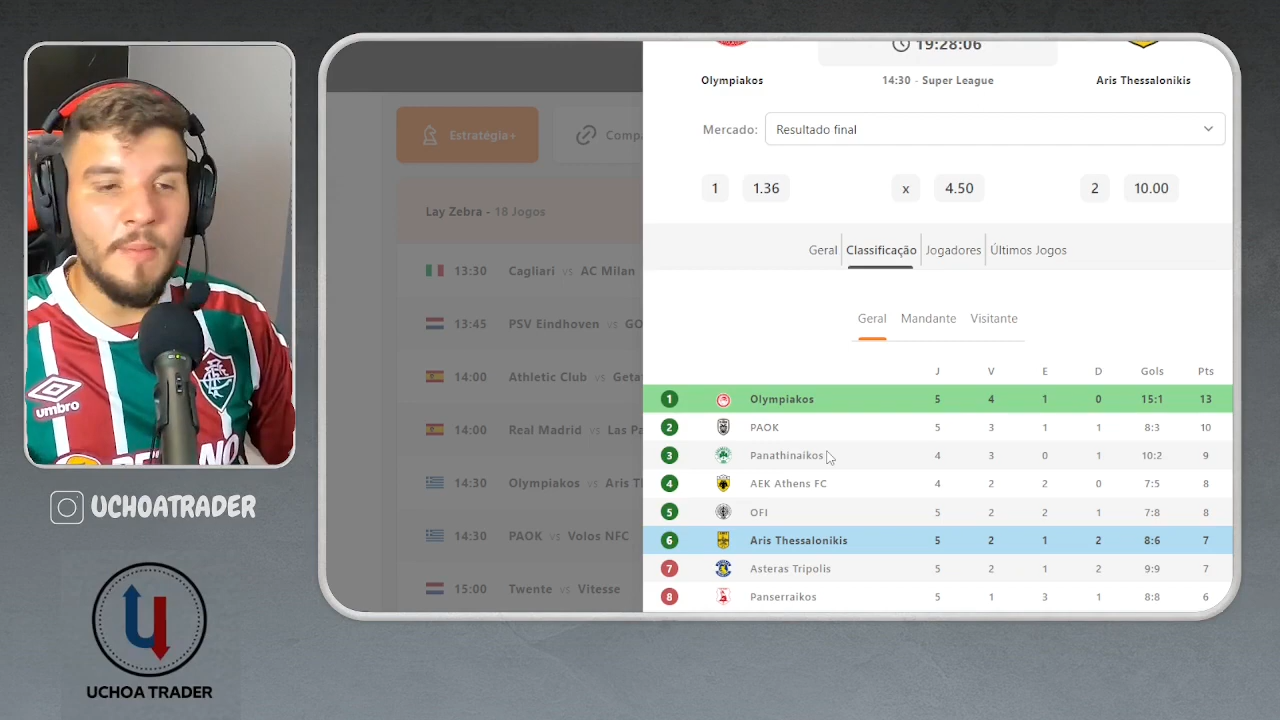 19:28:06
Olympiakos
14:30 - Super League
Aris Thessalonikis
Estratégia+
Mercado:
Resultado final
1 1.36 x 4.50 2 10.00
Lay Zebra - 18 Jogos
Geral Classificação Jogadores Últimos Jogos
13:30 Cagliari vs AC Milan
13:45 PSV Eindhoven vs GO
Geral Mandante Visitante
14:00 Athletic Club vs Geta
J V E D Gols Pts
1 Olympiakos 5 4 1 0 15:1 13
14:00 Real Madrid vs Las Pa
2 PAOK 5 3 1 1 8:3 10
3 Panathinaikos 4 3 0 1 10:2 9
14:30 Olympiakos vs Aris T
4 AEK Athens FC 4 2 2 0 7:5 8
5 OFI 5 2 2 1 7:8 8
14:30 PAOK vs Volos NFC
6 Aris Thessalonikis 5 2 1 2 8:6 7
7 Asteras Tripolis 5 2 1 2 9:9 7
15:00 Twente vs Vitesse
8 Panserraikos 5 1 3 1 8:8 6
umbro
UCHOATRADER
U
UCHOA TRADER